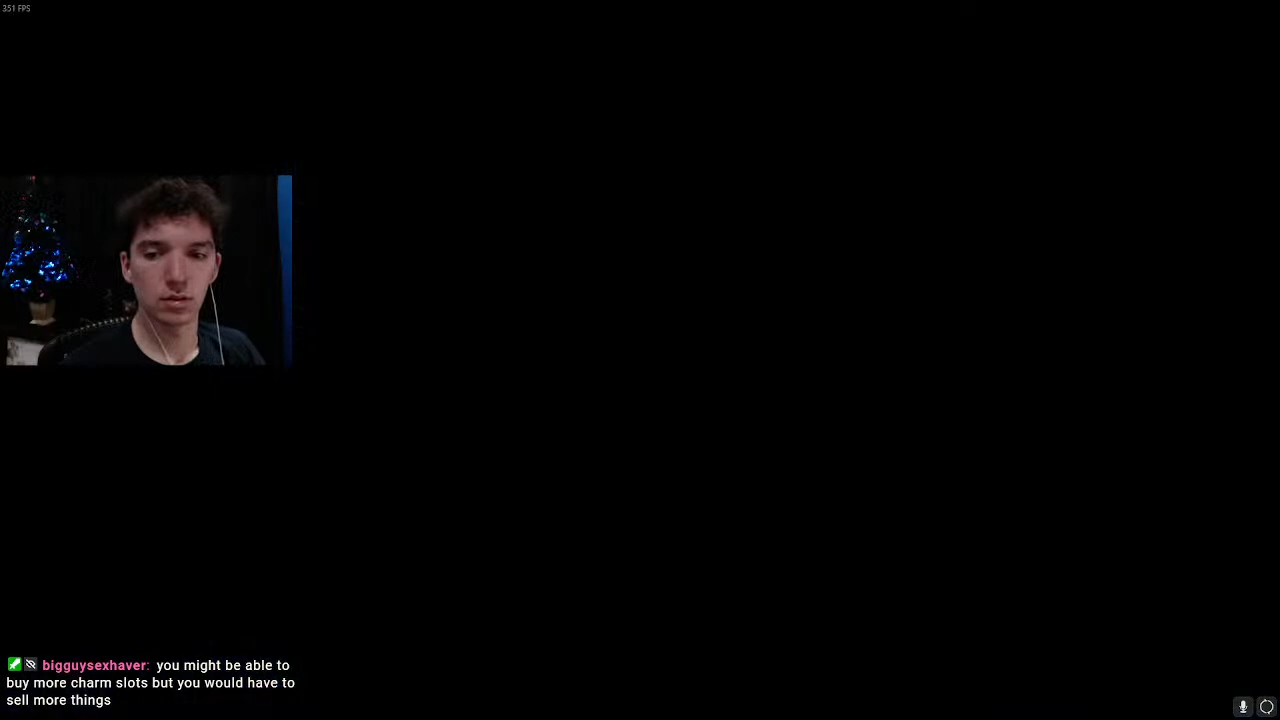 351 FPS
bigguysexhaver: you might be able to
buy more charm slots but you would have to
sell more things